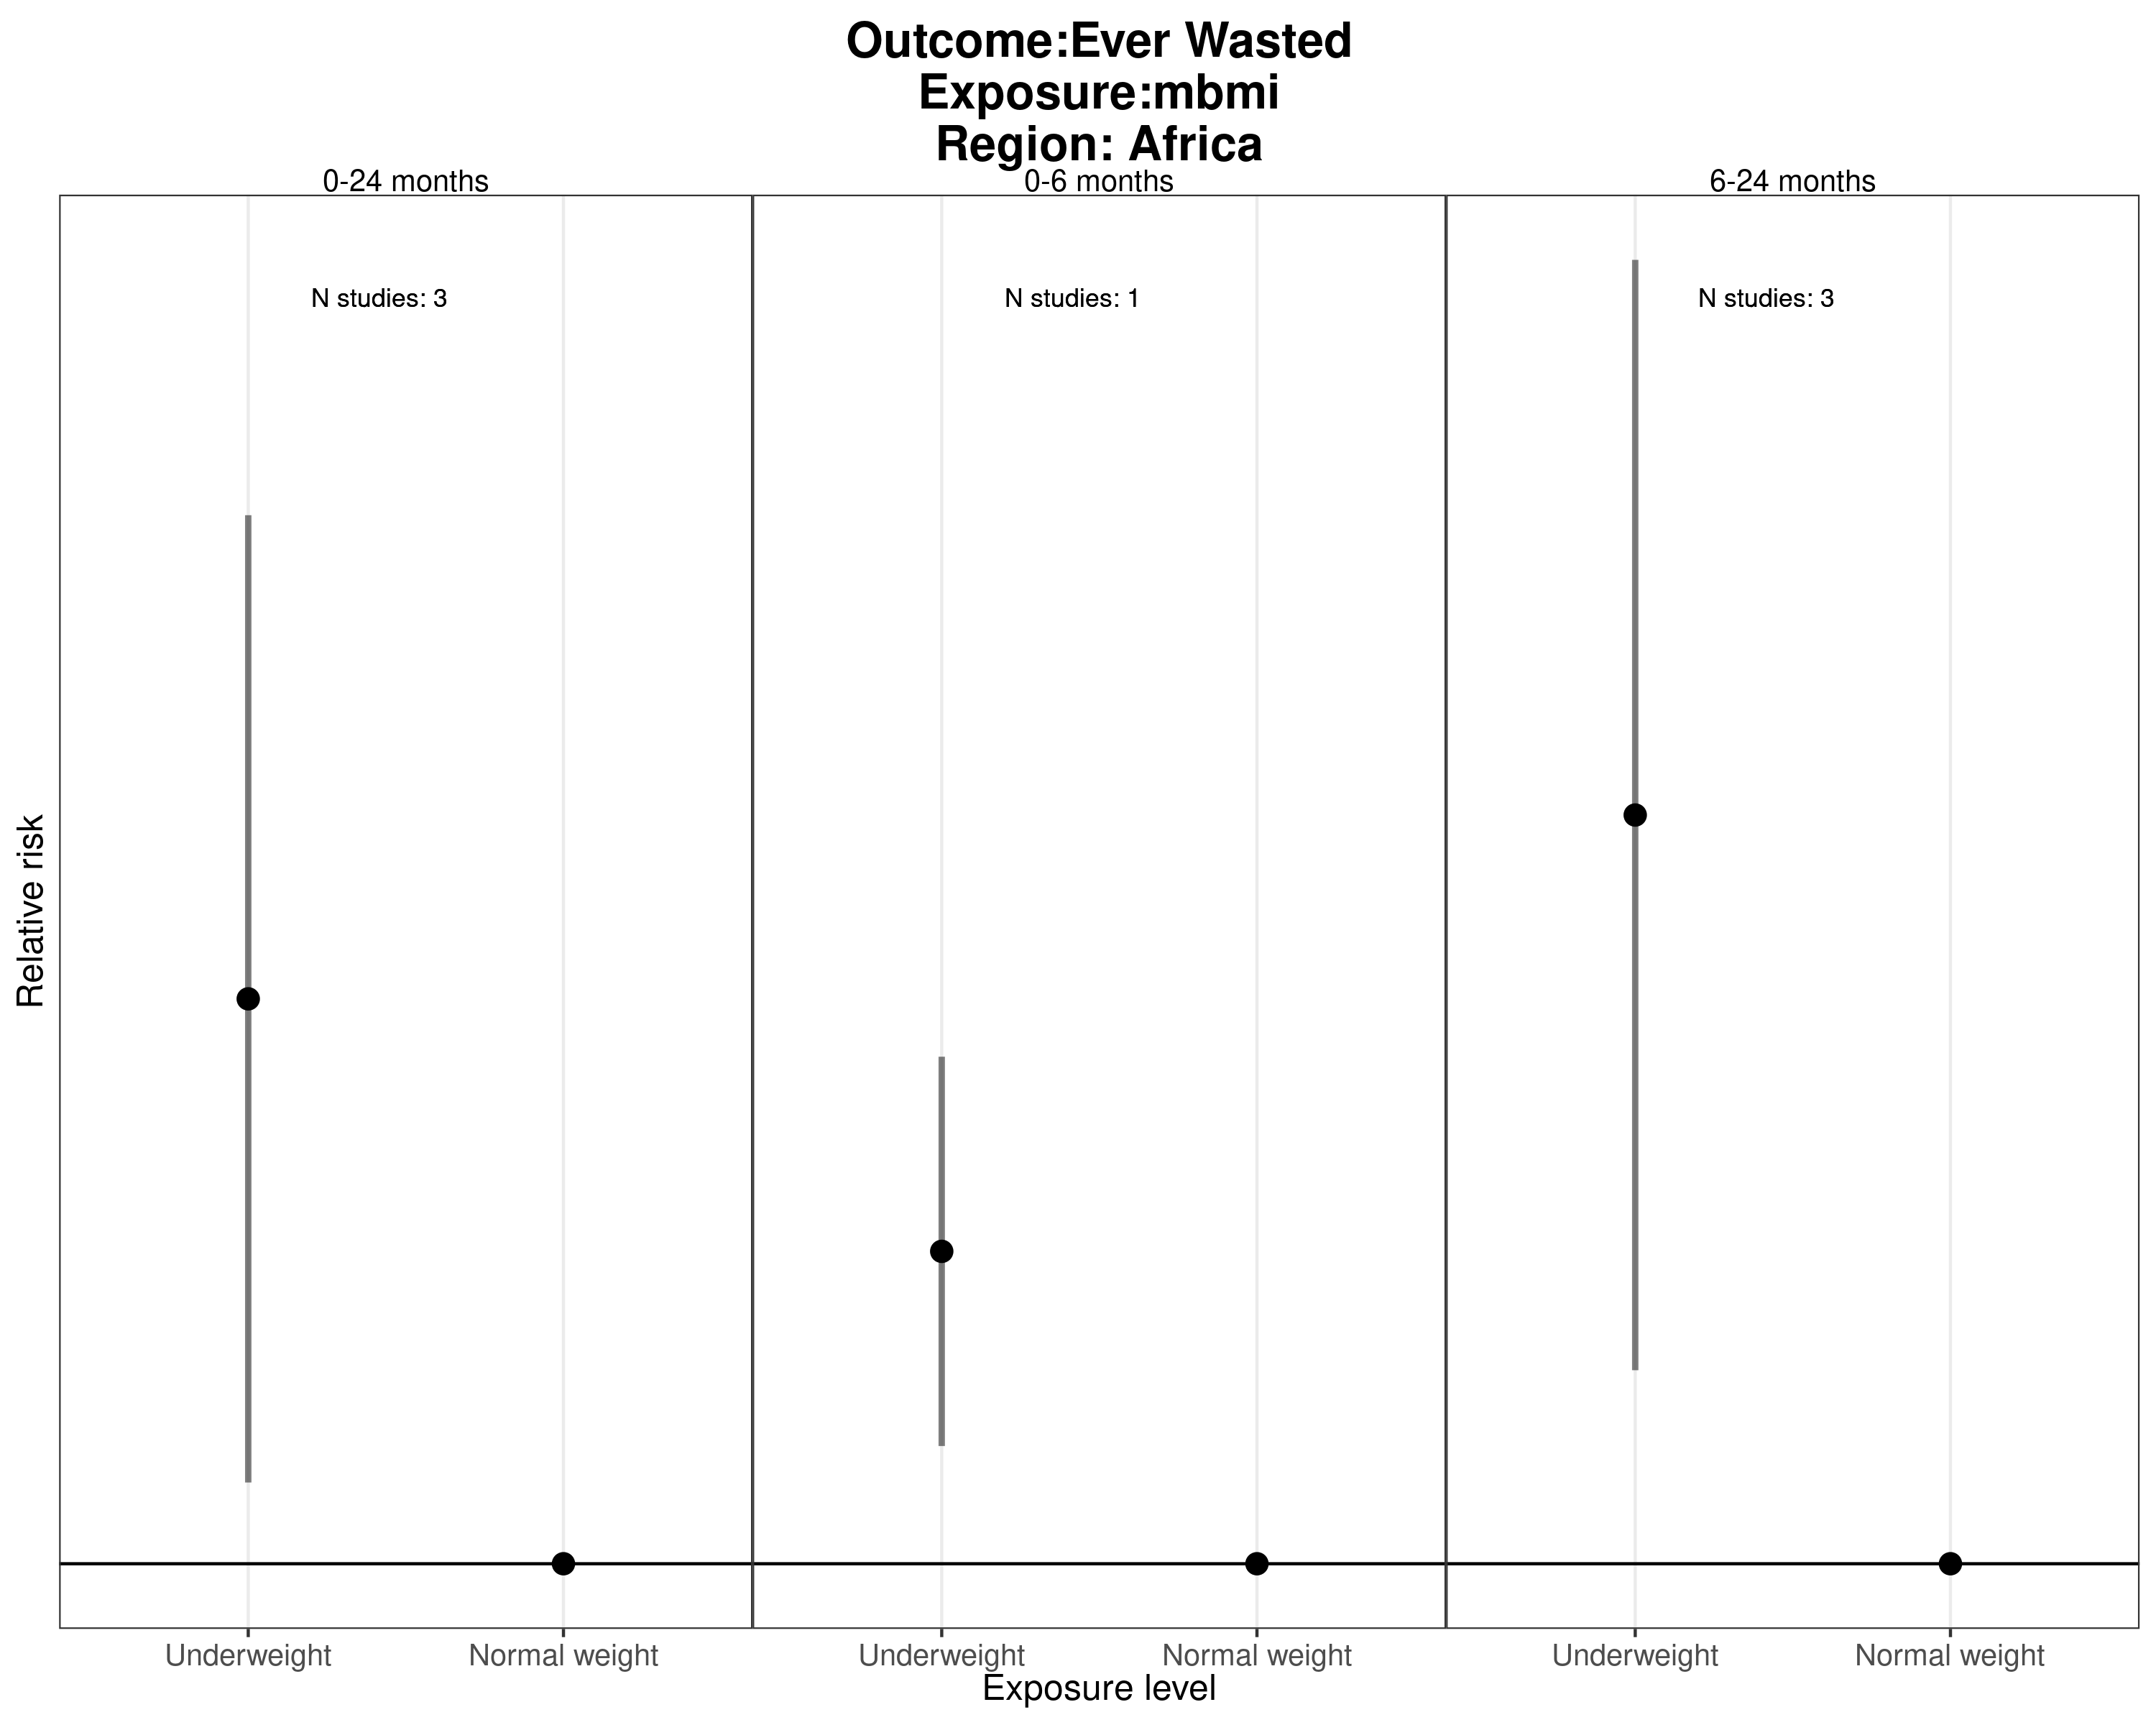 Outcome:Ever Wasted
Exposure:mbmi
Region: Africa
0-24 months
0-6 months
6-24 months
N studies: 3
N studies: 1
N studies: 3
Relative risk
Underweight
Normal weight
Underweight
Normal weight
Underweight
Normal weight
Exposure level